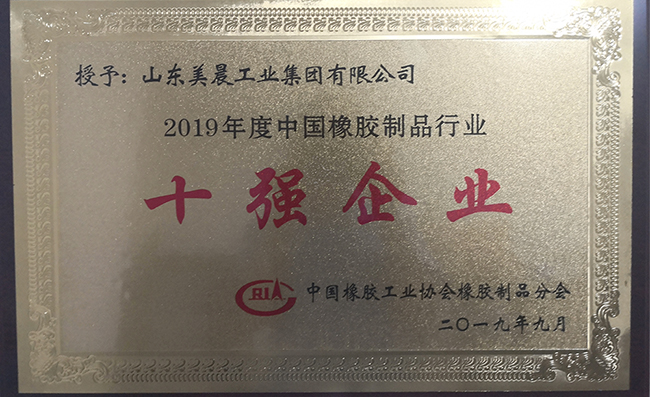 授予：山东美晨工业集团有限公司
2019年度中国橡胶制品行业
十强企业
CRIA 中国橡胶工业协会橡胶制品分会
二〇一九年九月